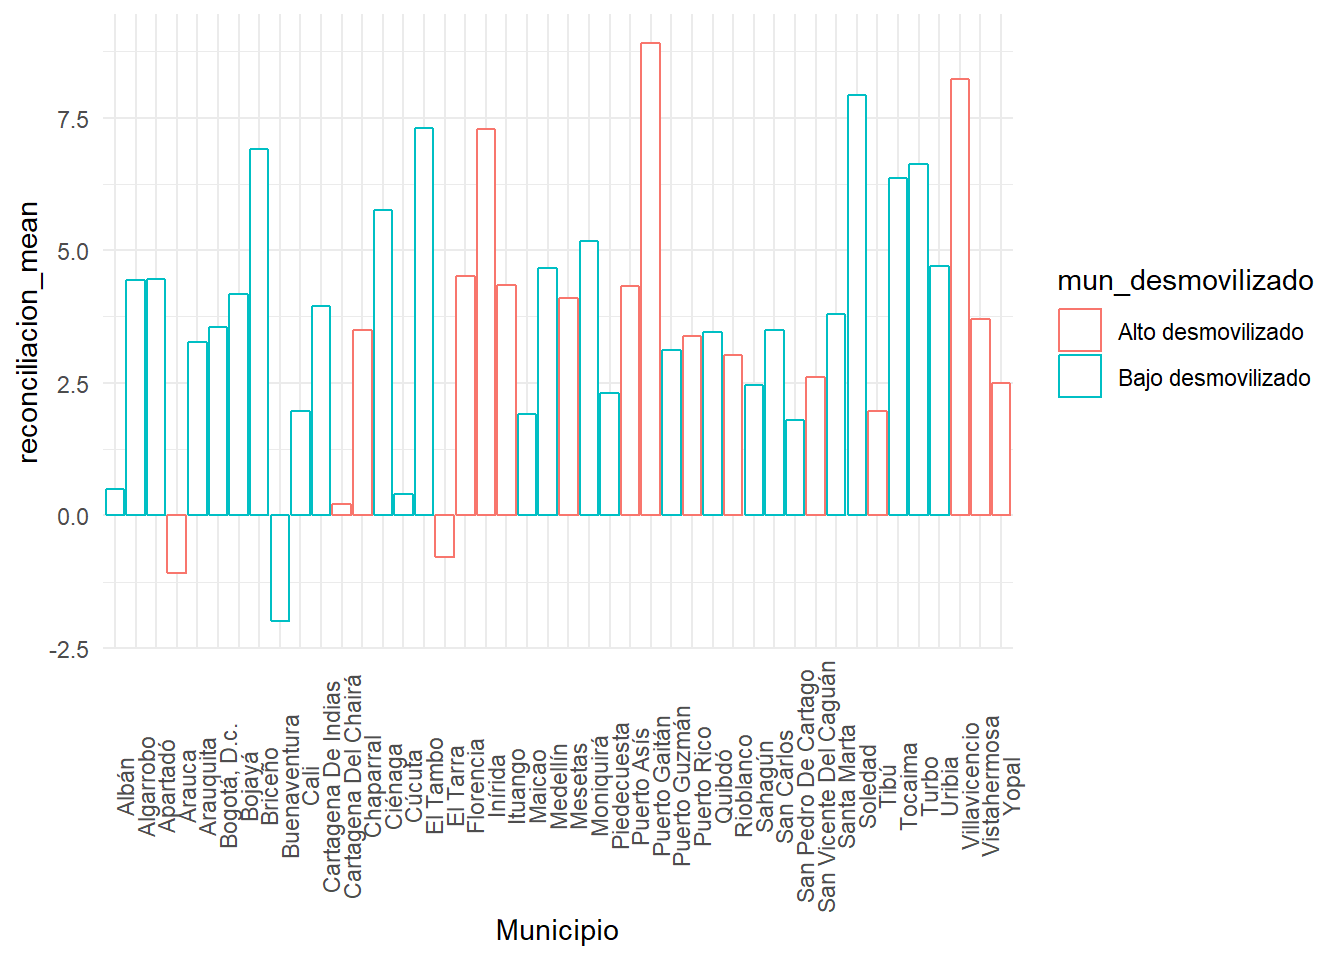 7.5
5.0
2.5
0.0
-2.5
reconciliacion_mean
Albán
Algarrobo
Apartadó
Arauca
Arauquita
Bogotá, D.c.
Bojayá
Briceño
Buenaventura
Cali
Cartagena De Indias
Cartagena Del Chairá
Chaparral
Ciénaga
Cúcuta
El Tambo
El Tarra
Florencia
Inírida
Ituango
Maicao
Medellín
Mesetas
Moniquirá
Piedecuesta
Puerto Asís
Puerto Gaitán
Puerto Guzmán
Puerto Rico
Quibdó
Rioblanco
Sahagún
San Carlos
San Pedro De Cartago
San Vicente Del Caguán
Santa Marta
Soledad
Tibú
Tocaima
Turbo
Uribia
Villavicencio
Vistahermosa
Yopal
Municipio
mun_desmovilizado
Alto desmovilizado
Bajo desmovilizado